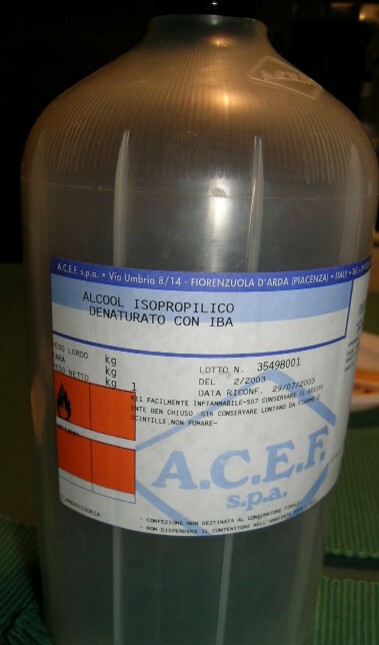 A.C.E.F.
A.C.E.F. s.p.a. • Via Umbria 8/14 - FIORENZUOLA D'ARDA (PIACENZA) • ITALY •
ALCOOL ISOPROPILICO
DENATURATO CON IBA
PESO LORDO kg
TARA kg
PESO NETTO kg 1
LOTTO N. 35498001
DEL 2/2003
DATA RICONF. 29/07/2003
R11 FACILMENTE INFIAMMABILE-S07 CONSERVARE IL RECIPI
ENTE BEN CHIUSO S16 CONSERVARE LONTANO DA FIAMME E
SCINTILLE,NON FUMARE-
A.C.E.F.
s.p.a.
- CONFEZIONE NON DESTINATA AL CONSUMATORE FINALE
- NON DISPERDERE IL CONTENITORE NELL'AMBIENTE